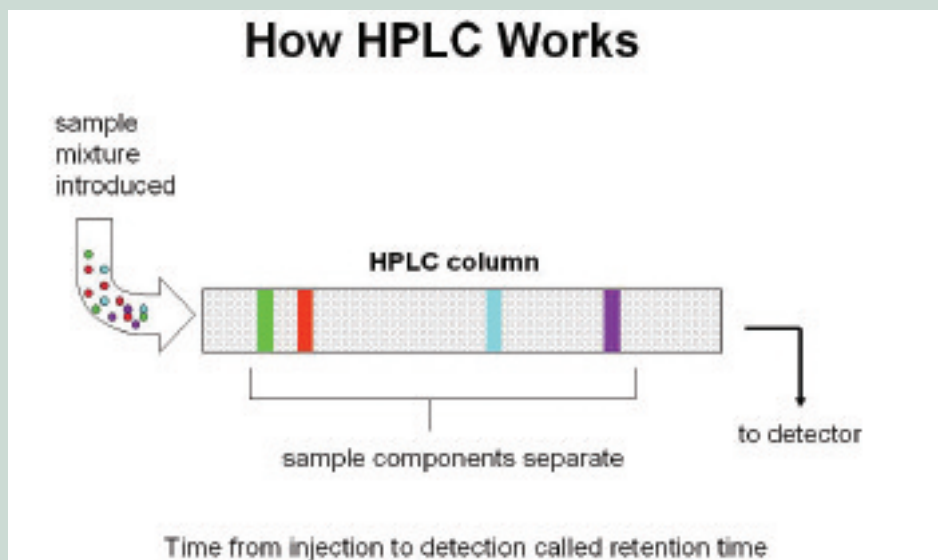 How HPLC Works
sample
mixture
introduced
HPLC column
sample components separate
to detector
Time from injection to detection called retention time